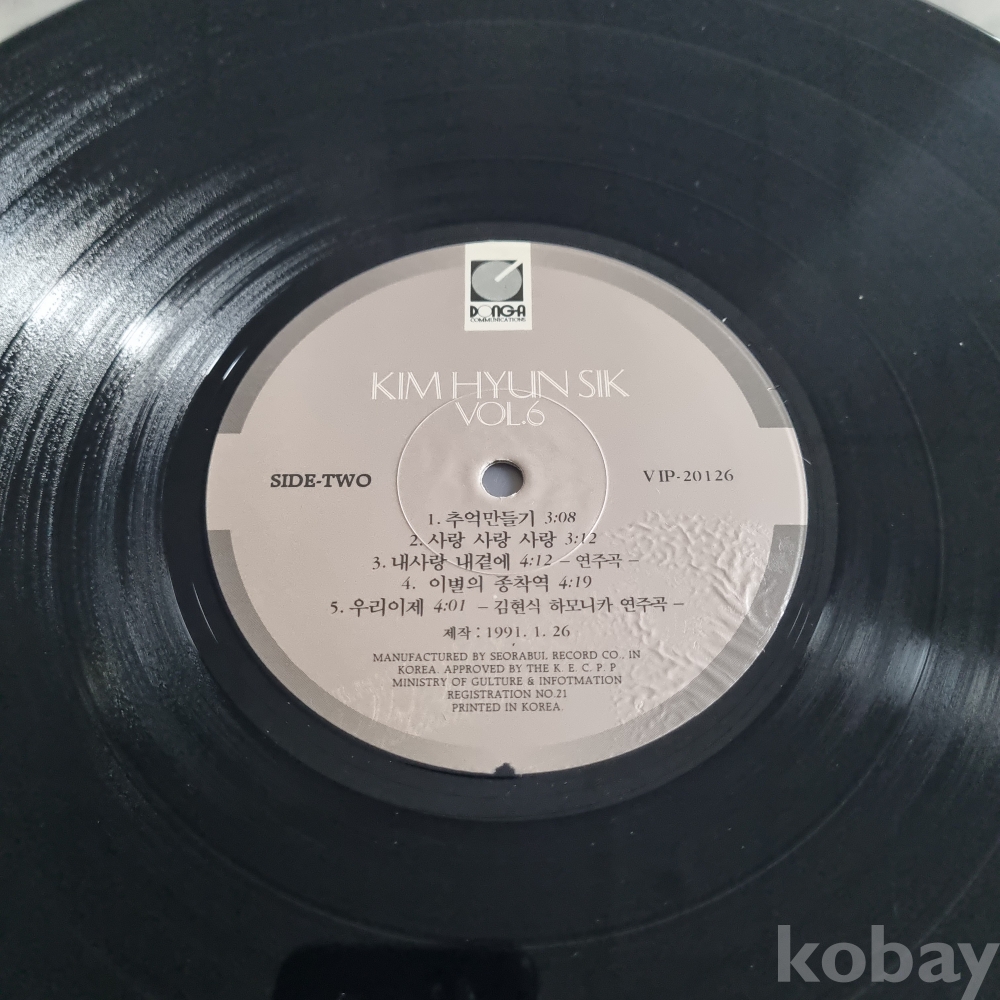 DONG-A
COMMUNICATIONS
KIM HYUN SIK
VOL.6
SIDE-TWO
VIP-20126
1. 추억만들기 3:08
2. 사랑 사랑 사랑 3:12
3. 내사랑 내곁에 4:12 – 연주곡 –
4. 이별의 종착역 4:19
5. 우리이제 4:01 – 김현식 하모니카 연주곡 –
제작 : 1991. 1. 26
MANUFACTURED BY SEORABUL RECORD CO., IN
KOREA. APPROVED BY THE K. E. C. P. P
MINISTRY OF GULTURE & INFOTMATION
REGISTRATION NO.21
PRINTED IN KOREA.
kobay